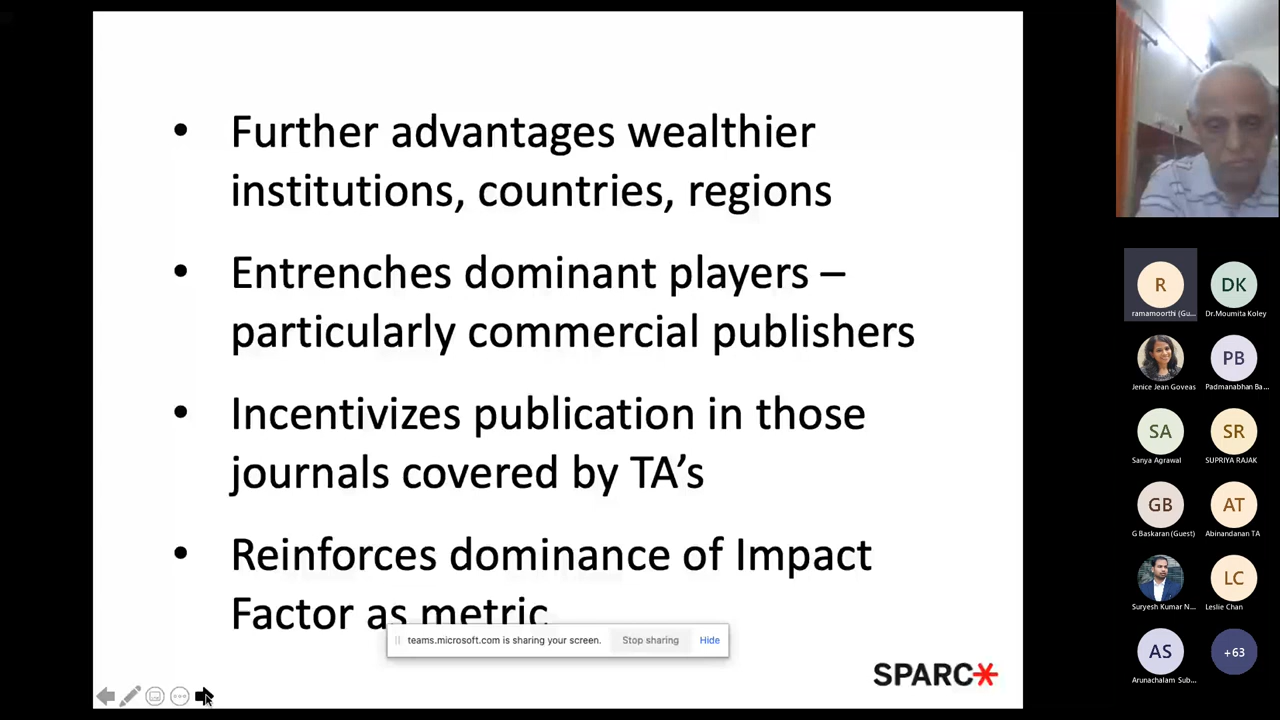 • Further advantages wealthier
institutions, countries, regions
• Entrenches dominant players –
particularly commercial publishers
• Incentivizes publication in those
journals covered by TA’s
• Reinforces dominance of Impact
Factor as metric
teams.microsoft.com is sharing your screen. Stop sharing Hide
SPARC
R DK
ramamoorthi (Gu... Dr.Moumita Koley
PB
Jenice Jean Goveas Padmanabhan Ba...
SA SR
Sanya Agrawal SUPRIYA RAJAK
GB AT
G Baskaran (Guest) Abinandanan TA
LC
Suryesh Kumar N... Leslie Chan
AS +63
Arunachalam Sub...